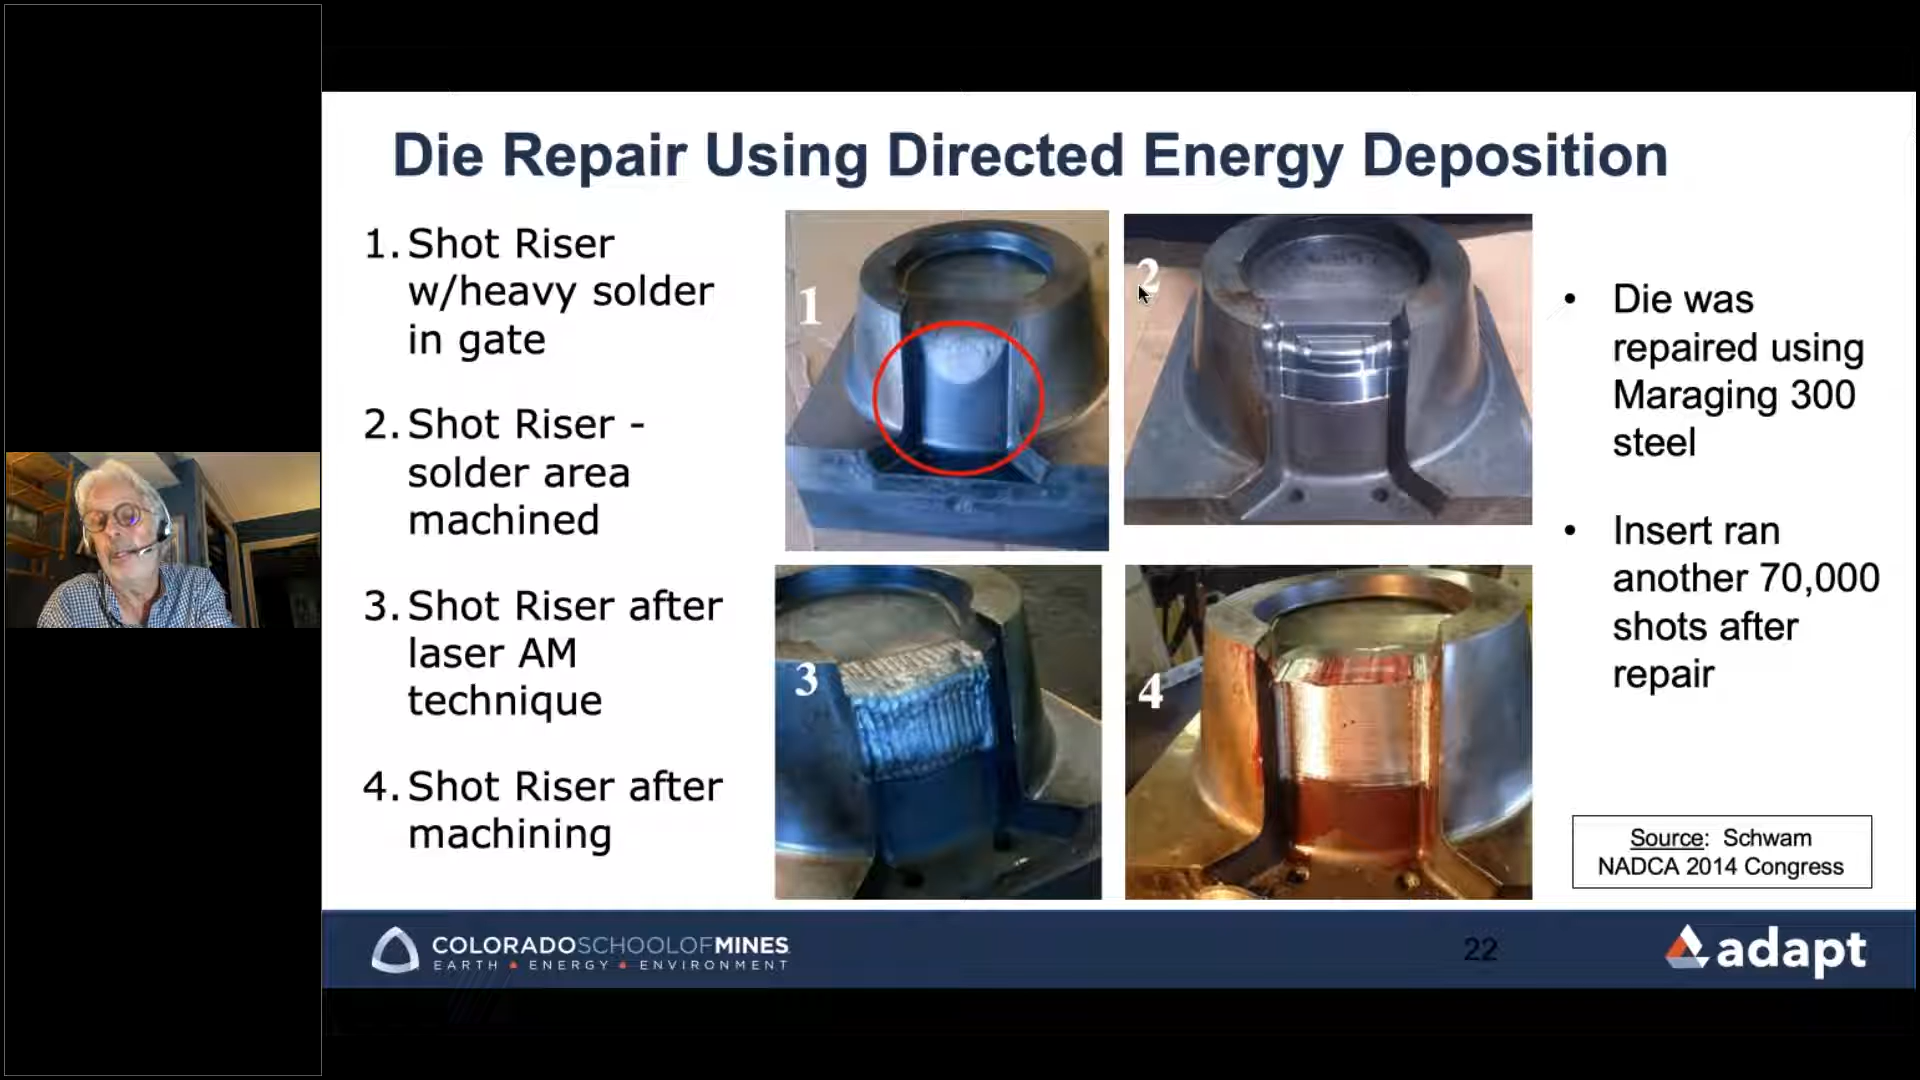 Die Repair Using Directed Energy Deposition
1. Shot Riser
w/heavy solder
in gate
2. Shot Riser -
solder area
machined
3. Shot Riser after
laser AM
technique
4. Shot Riser after
machining
1
2
3
4
• Die was
repaired using
Maraging 300
steel
• Insert ran
another 70,000
shots after
repair
Source: Schwam
NADCA 2014 Congress
COLORADOSCHOOLOFMINES
EARTH • ENERGY • ENVIRONMENT
22
adapt